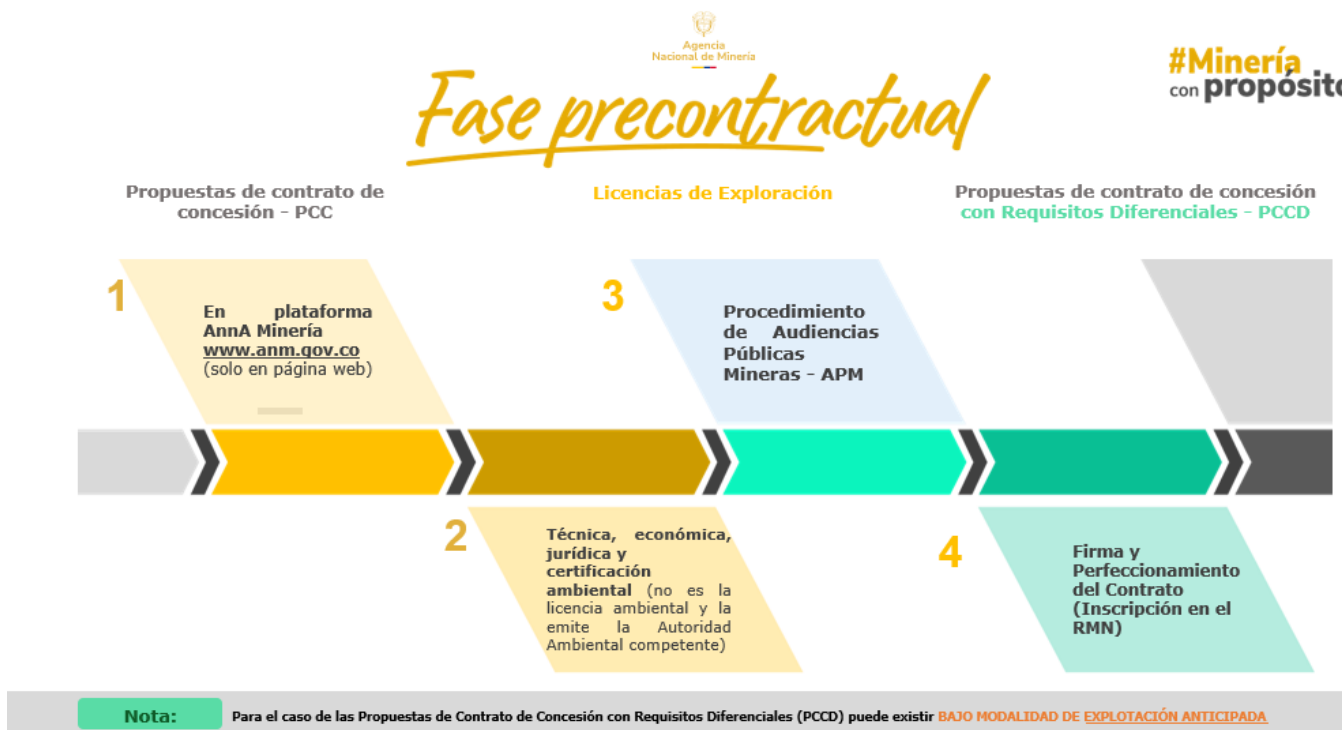 Agencia
Nacional de Minería
#Minería
con propósito
Fase precontractual
Propuestas de contrato de
concesión - PCC
Licencias de Exploración
Propuestas de contrato de concesión
con Requisitos Diferenciales - PCCD
1
En plataforma
AnnA Minería
www.anm.gov.co
(solo en página web)
3
Procedimiento
de Audiencias
Públicas
Mineras - APM
2
Técnica, económica,
jurídica y
certificación
ambiental (no es la
licencia ambiental y la
emite la Autoridad
Ambiental competente)
4
Firma y
Perfeccionamiento
del Contrato
(Inscripción en el
RMN)
Nota:
Para el caso de las Propuestas de Contrato de Concesión con Requisitos Diferenciales (PCCD) puede existir BAJO MODALIDAD DE EXPLOTACIÓN ANTICIPADA